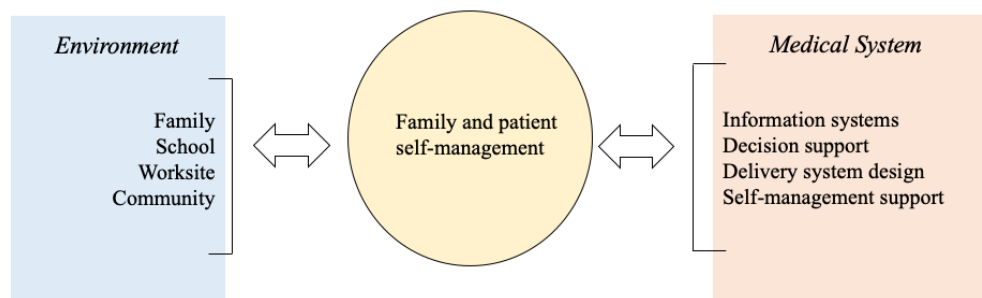 Environment
Family
School
Worksite
Community
Family and patient
self-management
Medical System
Information systems
Decision support
Delivery system design
Self-management support